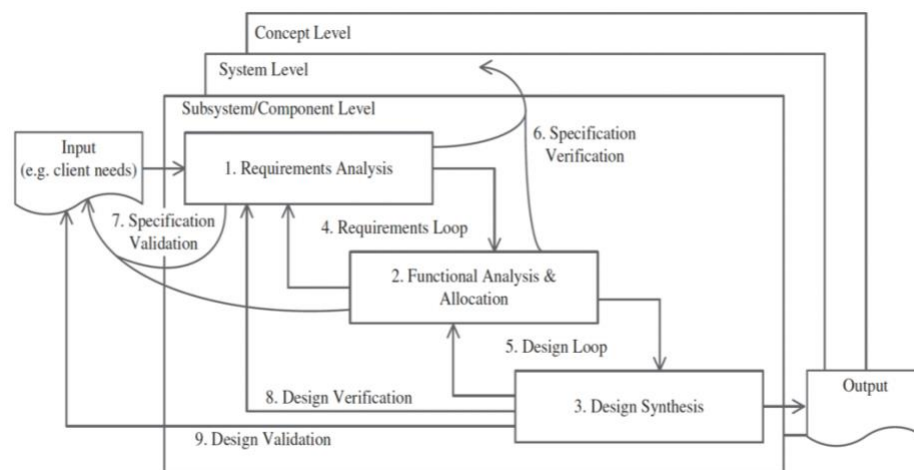 Concept Level
System Level
Subsystem/Component Level
Input
(e.g. client needs)
1. Requirements Analysis
6. Specification
Verification
7. Specification
Validation
4. Requirements Loop
2. Functional Analysis &
Allocation
5. Design Loop
8. Design Verification
3. Design Synthesis
Output
9. Design Validation